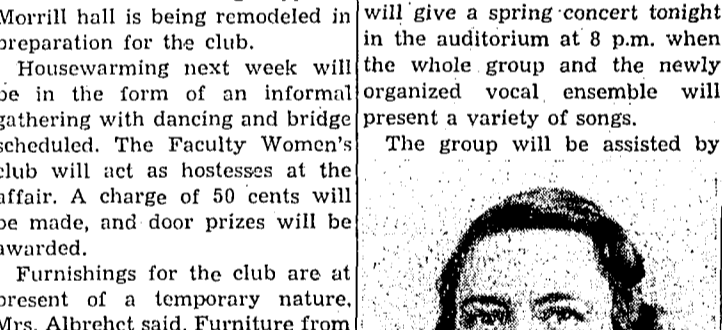 Morrill hall is being remodeled in
preparation for the club.
Housewarming next week will
be in the form of an informal
gathering with dancing and bridge
scheduled. The Faculty Women's
club will act as hostesses at the
affair. A charge of 50 cents will
be made, and door prizes will be
awarded.
Furnishings for the club are at
present of a temporary nature,
Mrs. Albrehct said. Furniture from
will give a spring concert tonight
in the auditorium at 8 p.m. when
the whole group and the newly
organized vocal ensemble will
present a variety of songs.
The group will be assisted by